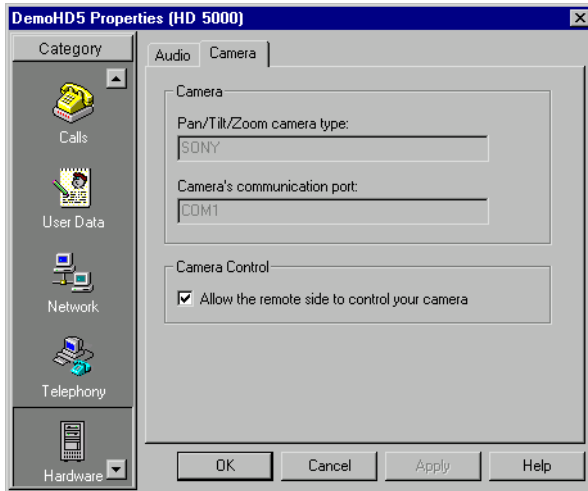 DemoHD5 Properties (HD 5000)
Category
Calls
User Data
Network
Telephony
Hardware
Audio
Camera
Camera
Pan/Tilt/Zoom camera type:
SONY
Camera's communication port:
COM1
Camera Control
Allow the remote side to control your camera
OK
Cancel
Apply
Help